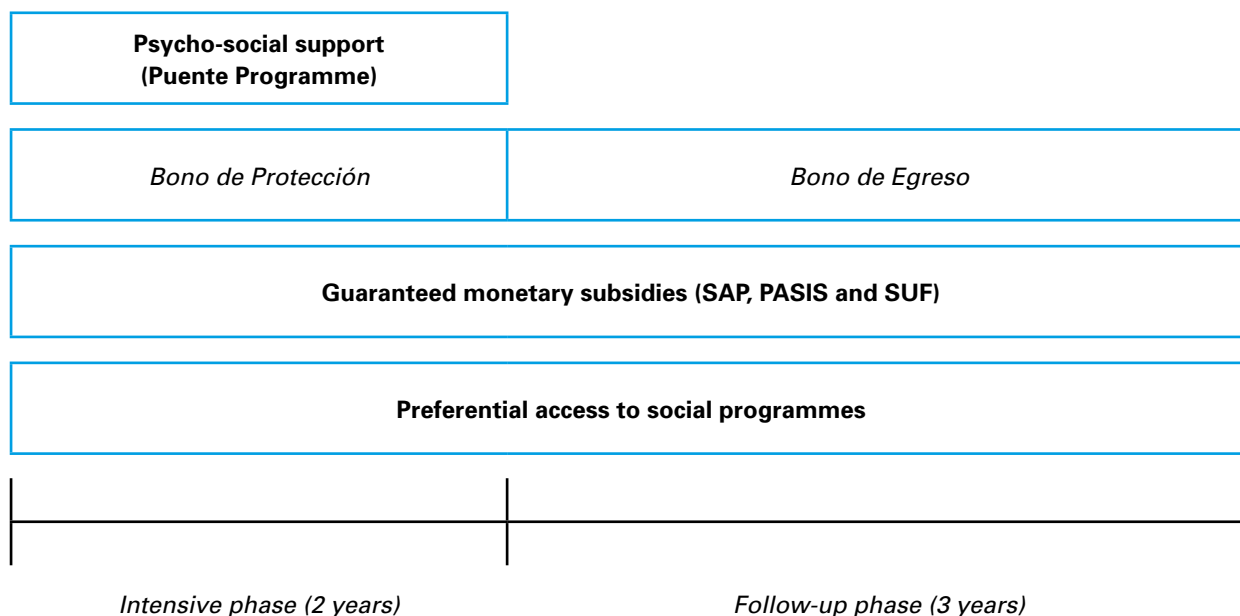 Psycho-social support
(Puente Programme)
Bono de Protección
Bono de Egreso
Guaranteed monetary subsidies (SAP, PASIS and SUF)
Preferential access to social programmes
Intensive phase (2 years)
Follow-up phase (3 years)